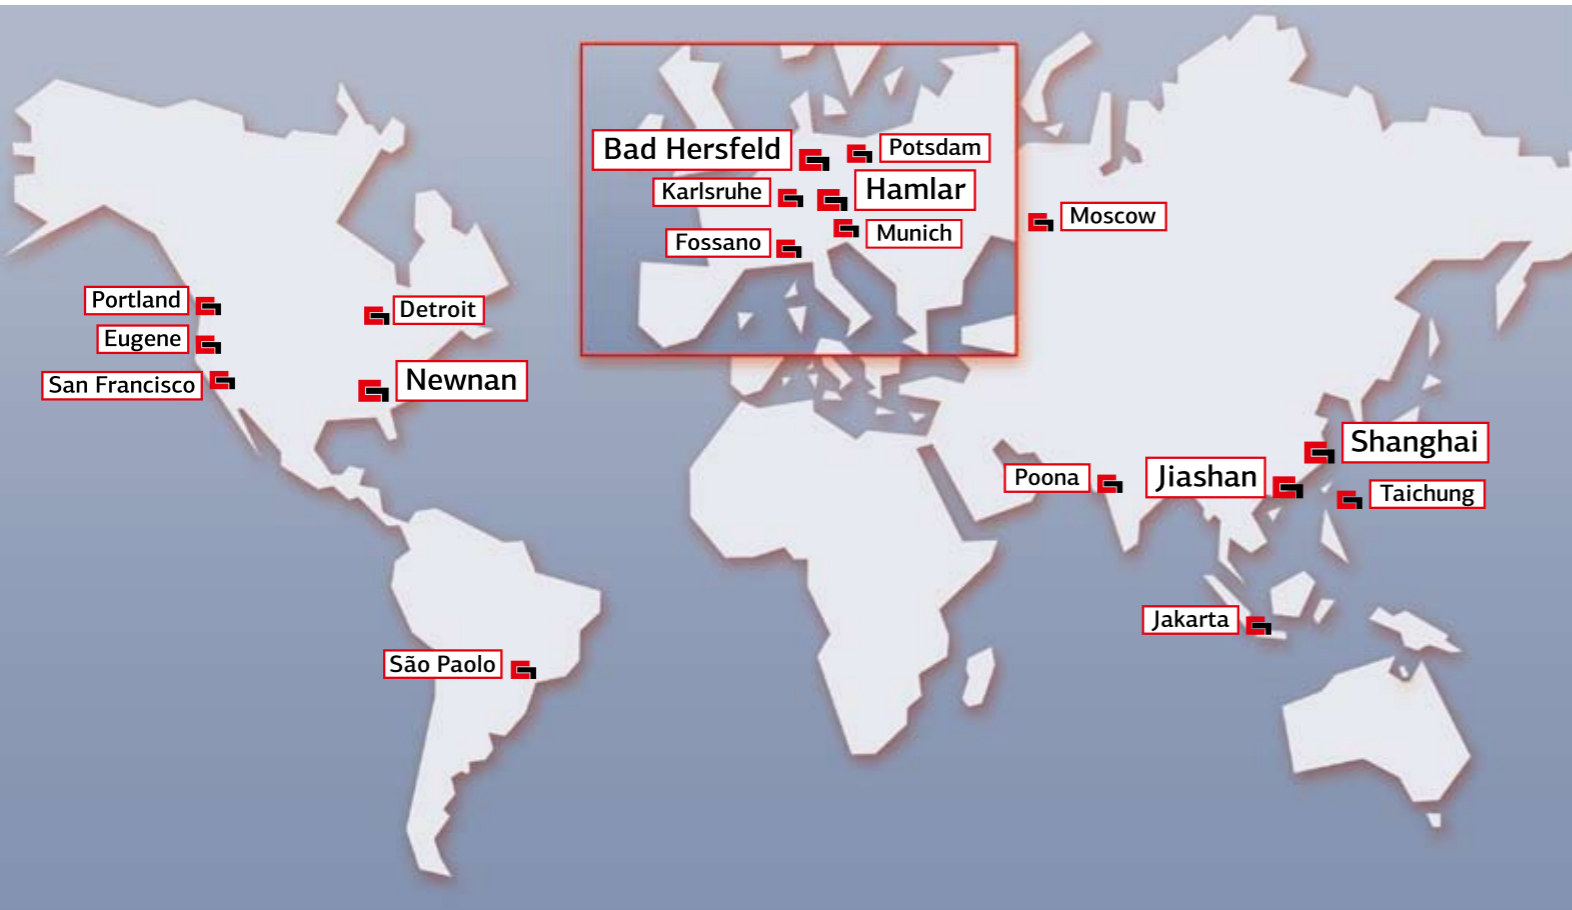 Bad Hersfeld
Potsdam
Karlsruhe
Hamlar
Moscow
Fossano
Munich
Portland
Detroit
Eugene
San Francisco
Newnan
Shanghai
Poona
Jiashan
Taichung
Jakarta
São Paolo